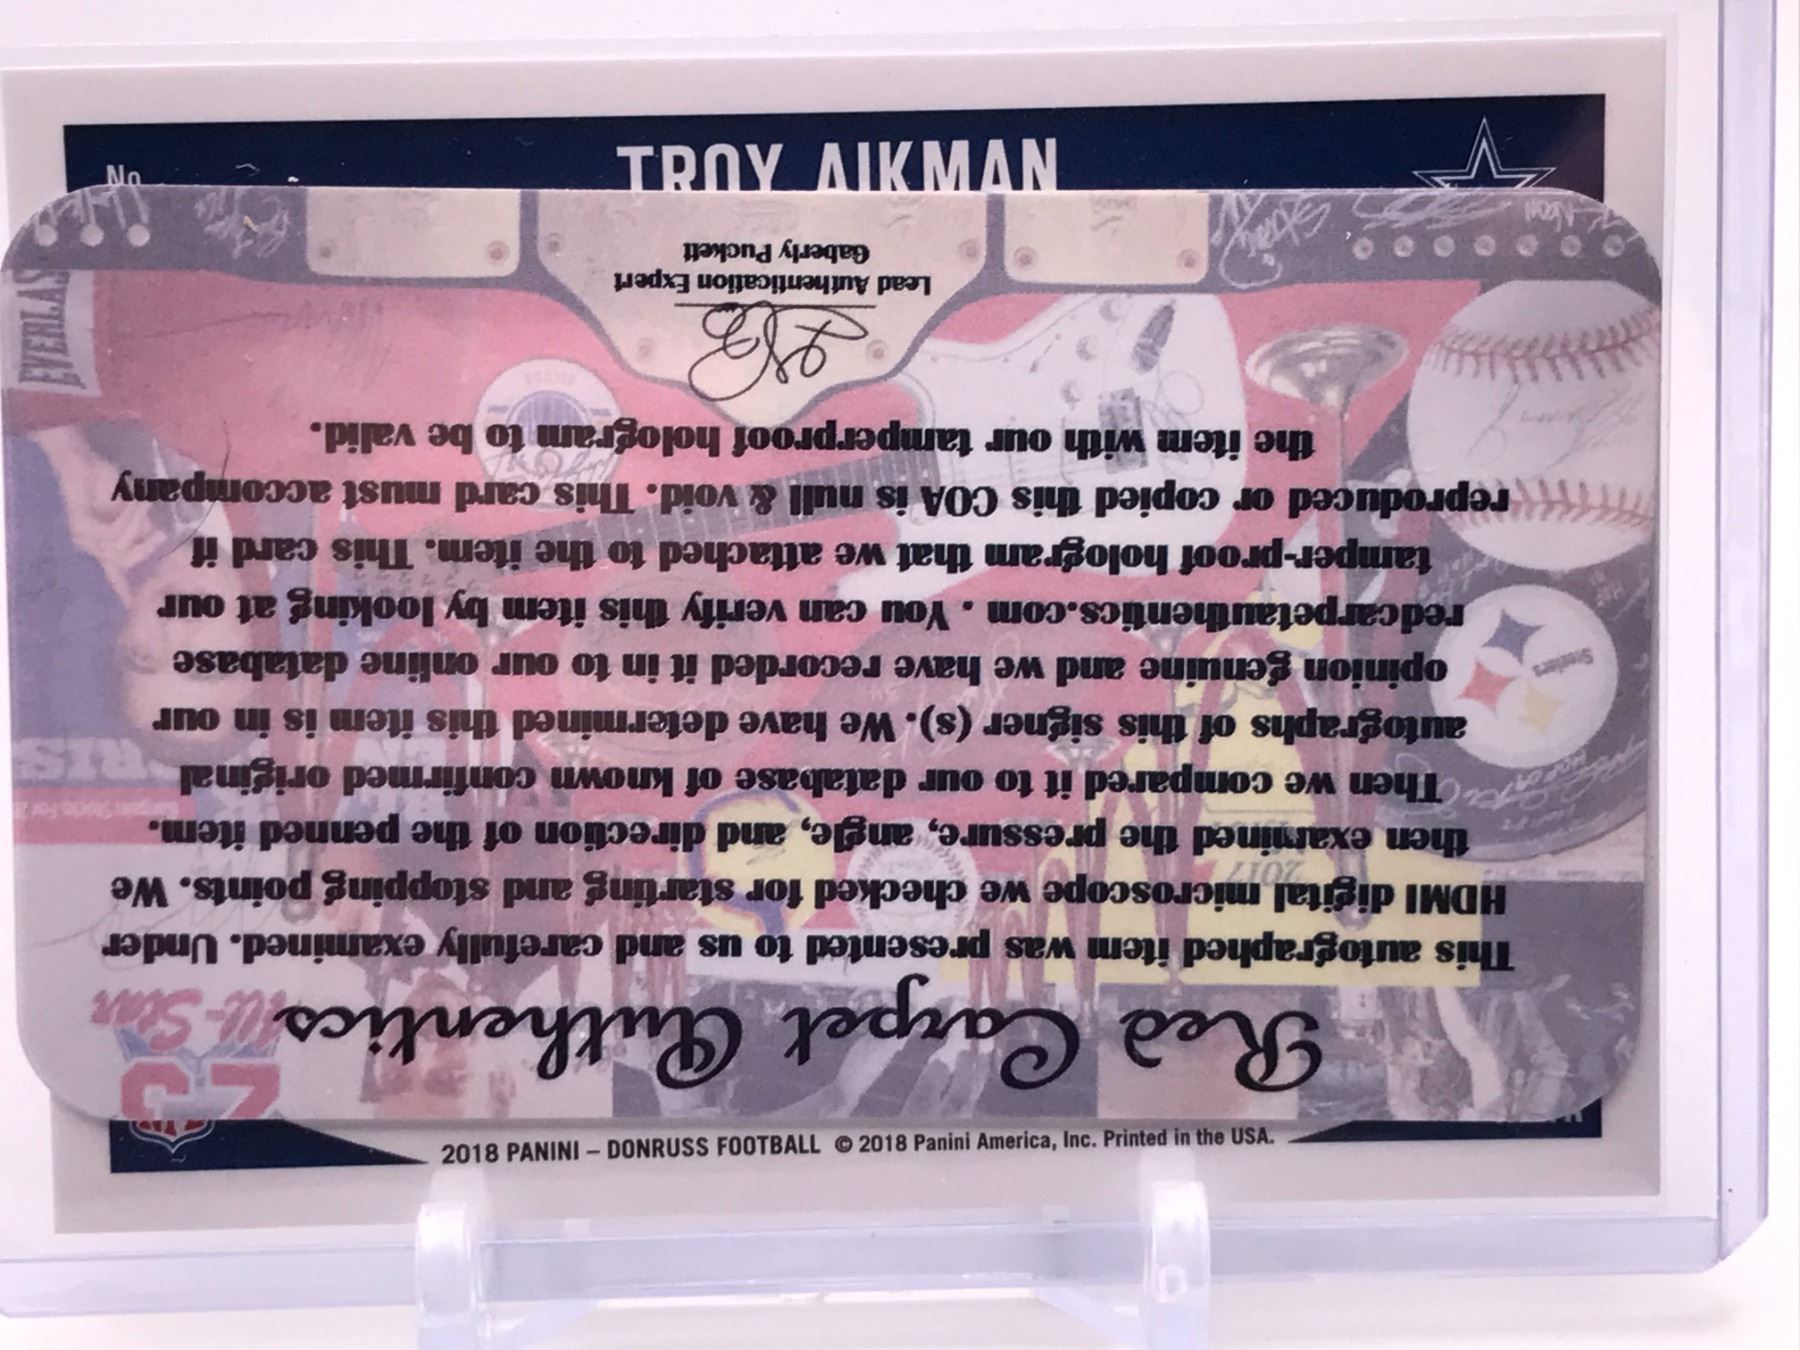 No.
TROY AIKMAN
Red Carpet Authentics
This autographed item was presented to us and carefully examined. Under
HDMI digital microscope we checked for starting and stopping points. We
then examined the pressure, angle, and direction of the penned item.
Then we compared it to our database of known confirmed original
autographs of this signer (s). We have determined this item is in our
opinion genuine and we have recorded it in to our online database
redcarpetauthentics.com . You can verify this item by looking at our
tamper-proof hologram that we attached to the item. This card if
reproduced or copied this COA is null & void. This card must accompany
the item with our tamperproof hologram to be valid.
Lead Authentication Expert
Gaberly Puckett
EVERLAS
Steelers
2017
All-Star
23
2018 PANINI – DONRUSS FOOTBALL © 2018 Panini America, Inc. Printed in the USA.